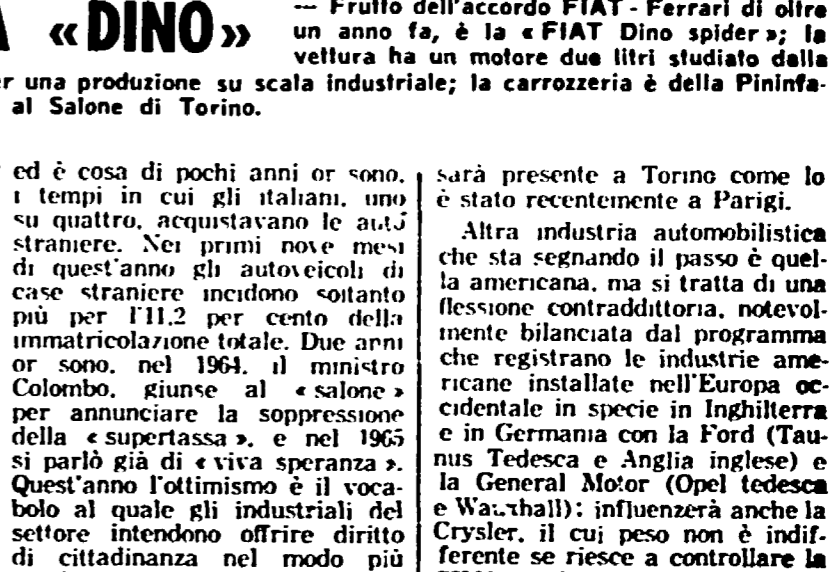 A «DINO»
— Frutto dell'accordo FIAT - Ferrari di oltre
un anno fa, è la «FIAT Dino spider»; la
vettura ha un motore due litri studiato dalla
er una produzione su scala industriale; la carrozzeria è della Pininfa-
al Salone di Torino.
ed è cosa di pochi anni or sono,
i tempi in cui gli italiani, uno
su quattro, acquistavano le auto
straniere. Nei primi nove mesi
di quest'anno gli autoveicoli di
case straniere incidono soltanto
più per l'11,2 per cento della
immatricolazione totale. Due anni
or sono, nel 1964, il ministro
Colombo, giunse al «salone»
per annunciare la soppressione
della «supertassa», e nel 1965
si parlò già di «viva speranza».
Quest'anno l'ottimismo è il voca-
bolo al quale gli industriali del
settore intendono offrire diritto
di cittadinanza nel modo più
sarà presente a Torino come lo
è stato recentemente a Parigi.
Altra industria automobilistica
che sta segnando il passo è quel-
la americana, ma si tratta di una
flessione contraddittoria, notevol-
mente bilanciata dal programma
che registrano le industrie ame-
ricane installate nell'Europa oc-
cidentale in specie in Inghilterra
e in Germania con la Ford (Tau-
nus Tedesca e Anglia inglese) e
la General Motor (Opel tedesca
e Wauxhall): influenzerà anche la
Crysler, il cui peso non è indif-
ferente se riesce a controllare la